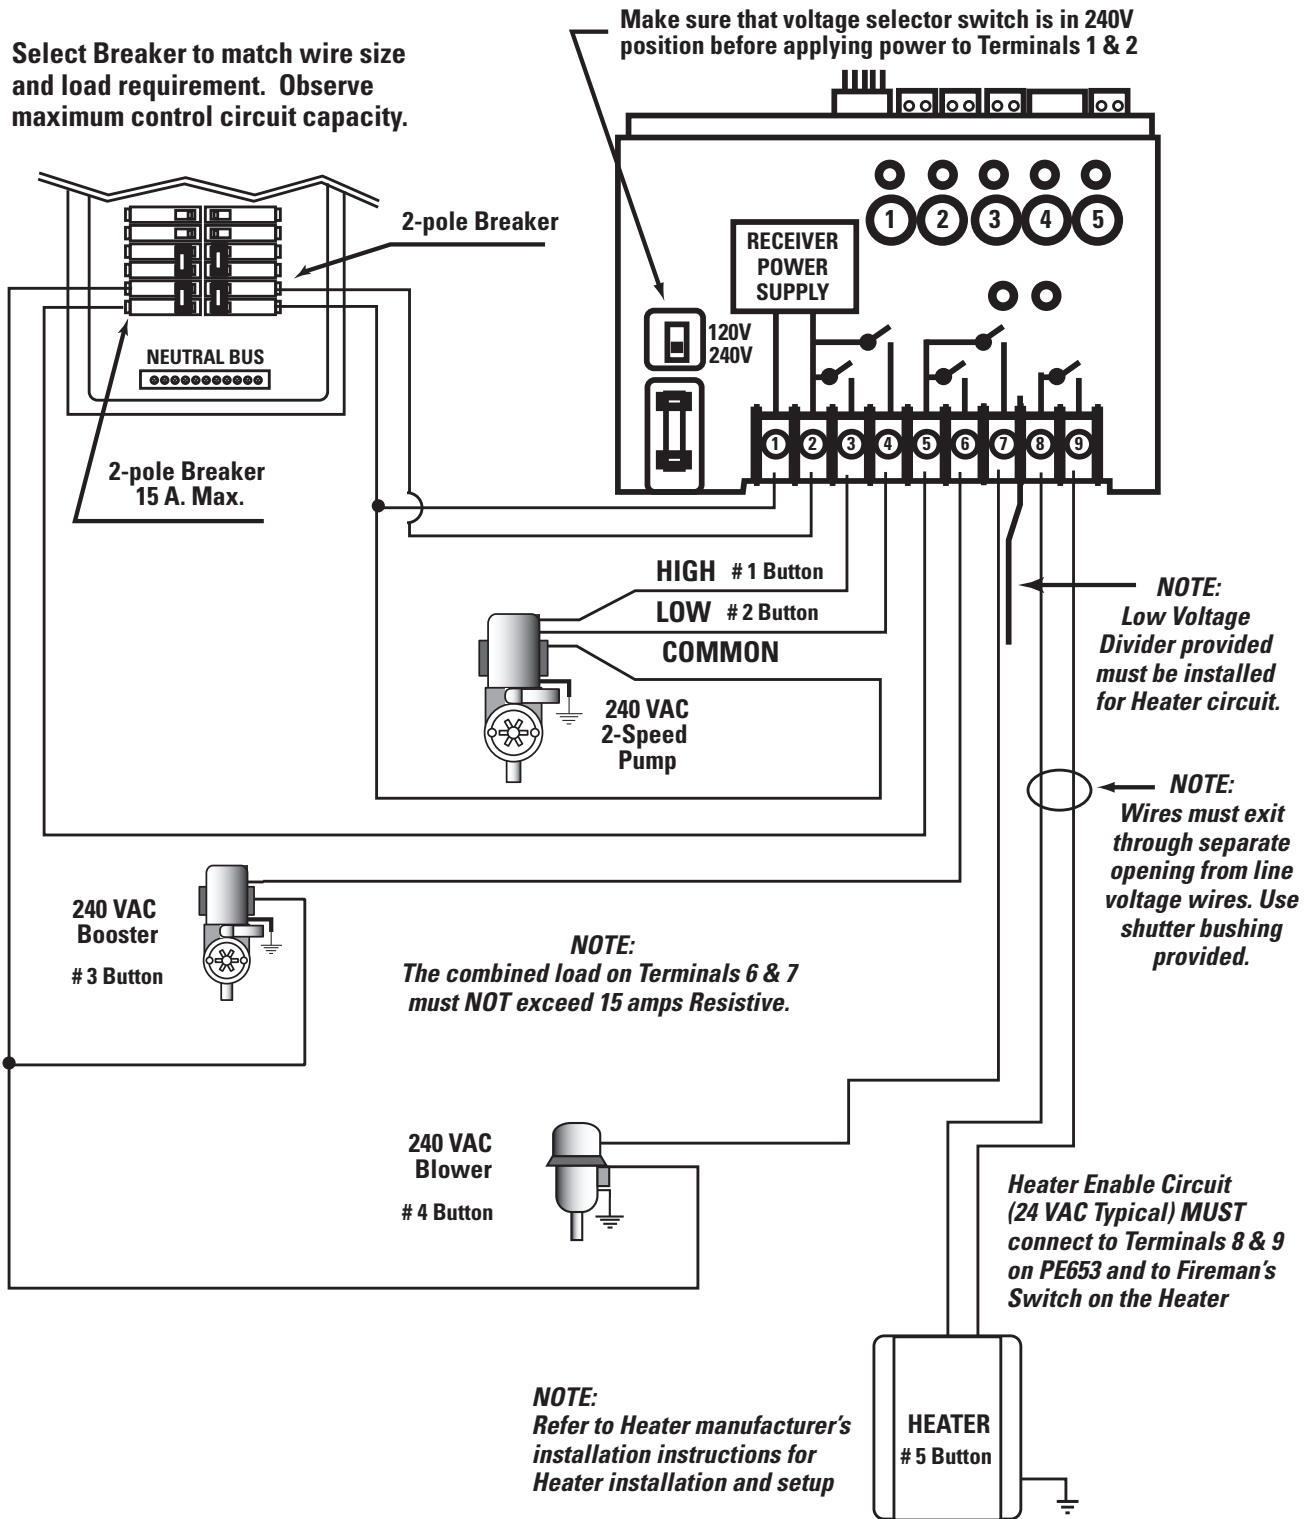 Make sure that voltage selector switch is in 240V
position before applying power to Terminals 1 & 2
Select Breaker to match wire size
and load requirement. Observe
maximum control circuit capacity.
2-pole Breaker
1 2 3 4 5
RECEIVER
POWER
SUPPLY
120V
240V
NEUTRAL BUS
1 2 3 4 5 6 7 8 9
2-pole Breaker
15 A. Max.
HIGH # 1 Button
LOW # 2 Button
COMMON
240 VAC
2-Speed
Pump
NOTE:
Low Voltage
Divider provided
must be installed
for Heater circuit.
NOTE:
Wires must exit
through separate
opening from line
voltage wires. Use
shutter bushing
provided.
240 VAC
Booster
# 3 Button
NOTE:
The combined load on Terminals 6 & 7
must NOT exceed 15 amps Resistive.
240 VAC
Blower
# 4 Button
Heater Enable Circuit
(24 VAC Typical) MUST
connect to Terminals 8 & 9
on PE653 and to Fireman's
Switch on the Heater
NOTE:
Refer to Heater manufacturer's
installation instructions for
Heater installation and setup
HEATER
# 5 Button